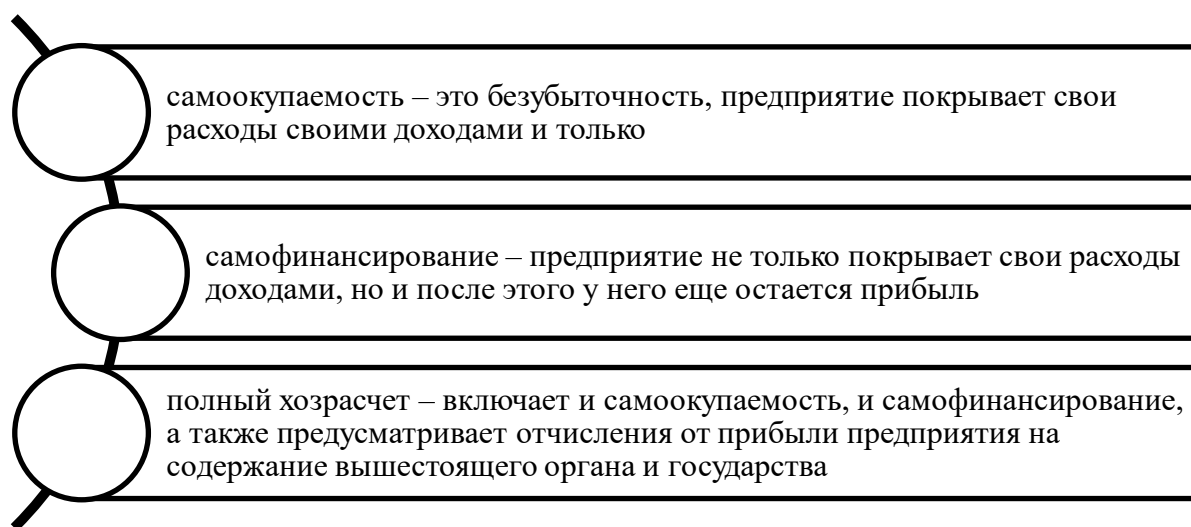 самоокупаемость – это безубыточность, предприятие покрывает свои
расходы своими доходами и только
самофинансирование – предприятие не только покрывает свои расходы
доходами, но и после этого у него еще остается прибыль
полный хозрасчет – включает и самоокупаемость, и самофинансирование,
а также предусматривает отчисления от прибыли предприятия на
содержание вышестоящего органа и государства